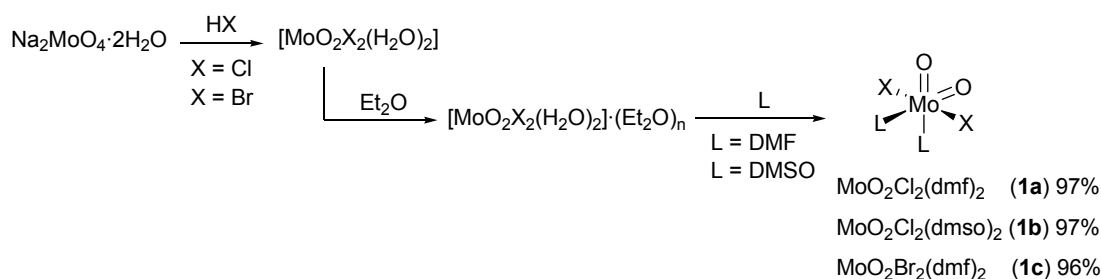 Na₂MoO₄·2H₂O
HX
X = Cl
X = Br
[MoO₂X₂(H₂O)₂]
Et₂O
[MoO₂X₂(H₂O)₂]·(Et₂O)ₙ
L
L = DMF
L = DMSO
O
O
X
Mo
L
X
L
MoO₂Cl₂(dmf)₂ (1a) 97%
MoO₂Cl₂(dmso)₂ (1b) 97%
MoO₂Br₂(dmf)₂ (1c) 96%